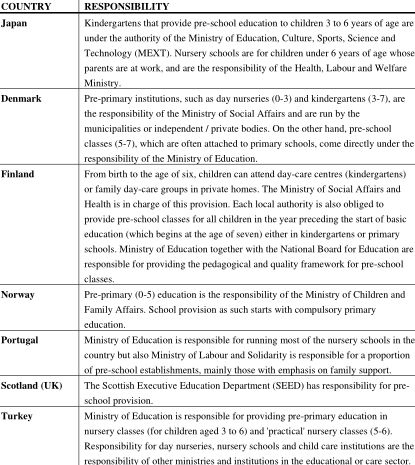 COUNTRY RESPONSIBILITY
Japan Kindergartens that provide pre-school education to children 3 to 6 years of age are
under the authority of the Ministry of Education, Culture, Sports, Science and
Technology (MEXT). Nursery schools are for children under 6 years of age whose
parents are at work, and are the responsibility of the Health, Labour and Welfare
Ministry.
Denmark Pre-primary institutions, such as day nurseries (0-3) and kindergartens (3-7), are
the responsibility of the Ministry of Social Affairs and are run by the
municipalities or independent / private bodies. On the other hand, pre-school
classes (5-7), which are often attached to primary schools, come directly under the
responsibility of the Ministry of Education.
Finland From birth to the age of six, children can attend day-care centres (kindergartens)
or family day-care groups in private homes. The Ministry of Social Affairs and
Health is in charge of this provision. Each local authority is also obliged to
provide pre-school classes for all children in the year preceding the start of basic
education (which begins at the age of seven) either in kindergartens or primary
schools. Ministry of Education together with the National Board for Education are
responsible for providing the pedagogical and quality framework for pre-school
classes.
Norway Pre-primary (0-5) education is the responsibility of the Ministry of Children and
Family Affairs. School provision as such starts with compulsory primary
education.
Portugal Ministry of Education is responsible for running most of the nursery schools in the
country but also Ministry of Labour and Solidarity is responsible for a proportion
of pre-school establishments, mainly those with emphasis on family support.
Scotland (UK) The Scottish Executive Education Department (SEED) has responsibility for pre-
school provision.
Turkey Ministry of Education is responsible for providing pre-primary education in
nursery classes (for children aged 3 to 6) and 'practical' nursery classes (5-6).
Responsibility for day nurseries, nursery schools and child care institutions are the
responsibility of other ministries and institutions in the educational or care sector.